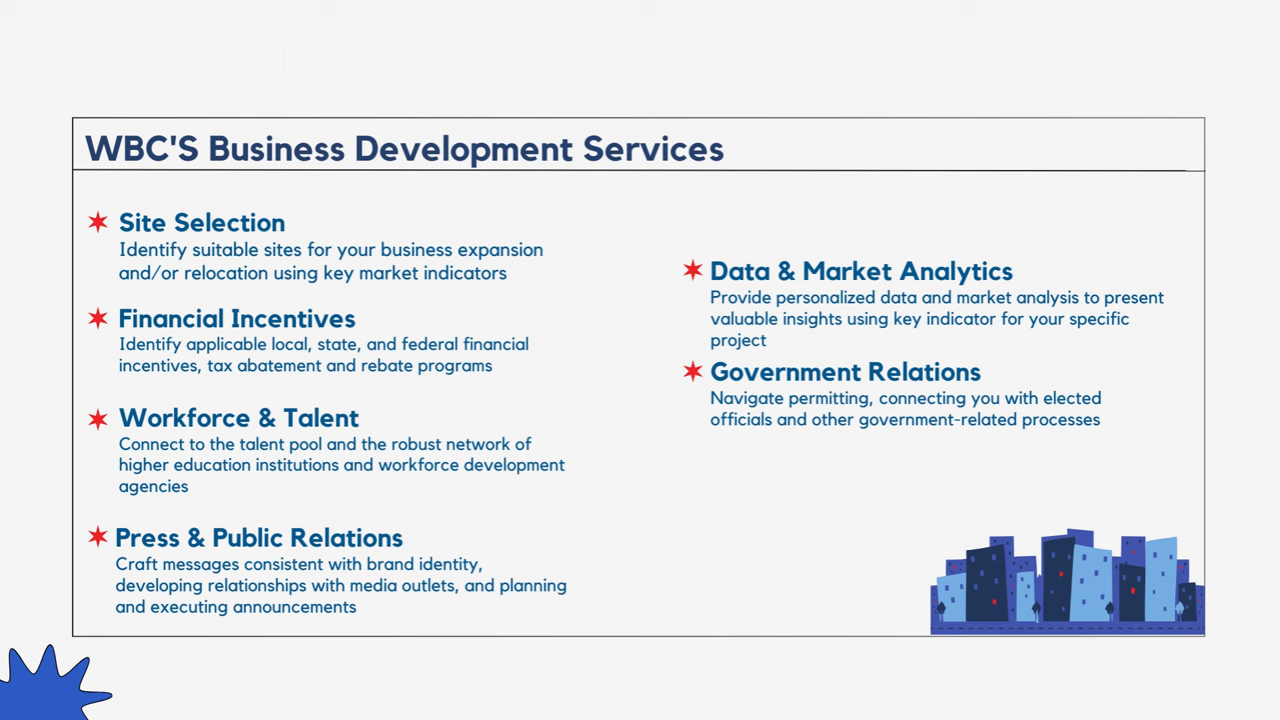 WBC'S Business Development Services
Site Selection
Identify suitable sites for your business expansion
and/or relocation using key market indicators
Financial Incentives
Identify applicable local, state, and federal financial
incentives, tax abatement and rebate programs
Workforce & Talent
Connect to the talent pool and the robust network of
higher education institutions and workforce development
agencies
Press & Public Relations
Craft messages consistent with brand identity,
developing relationships with media outlets, and planning
and executing announcements
Data & Market Analytics
Provide personalized data and market analysis to present
valuable insights using key indicator for your specific
project
Government Relations
Navigate permitting, connecting you with elected
officials and other government-related processes